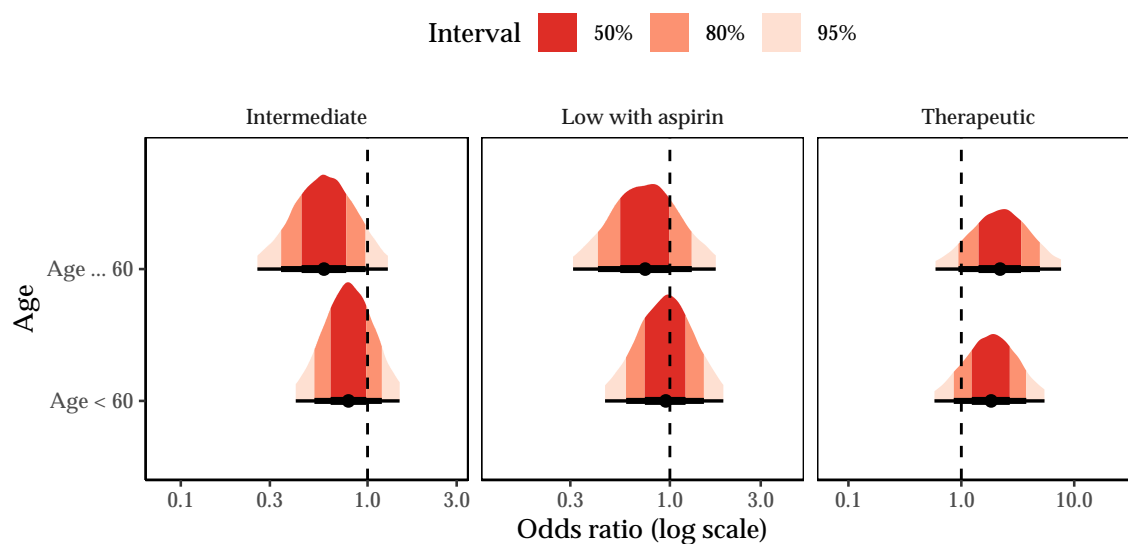 Interval 50% 80% 95%
Intermediate Low with aspirin Therapeutic
Age ... 60
Age < 60
Age
0.1 0.3 1.0 3.0 0.3 1.0 3.0 0.1 1.0 10.0
Odds ratio (log scale)